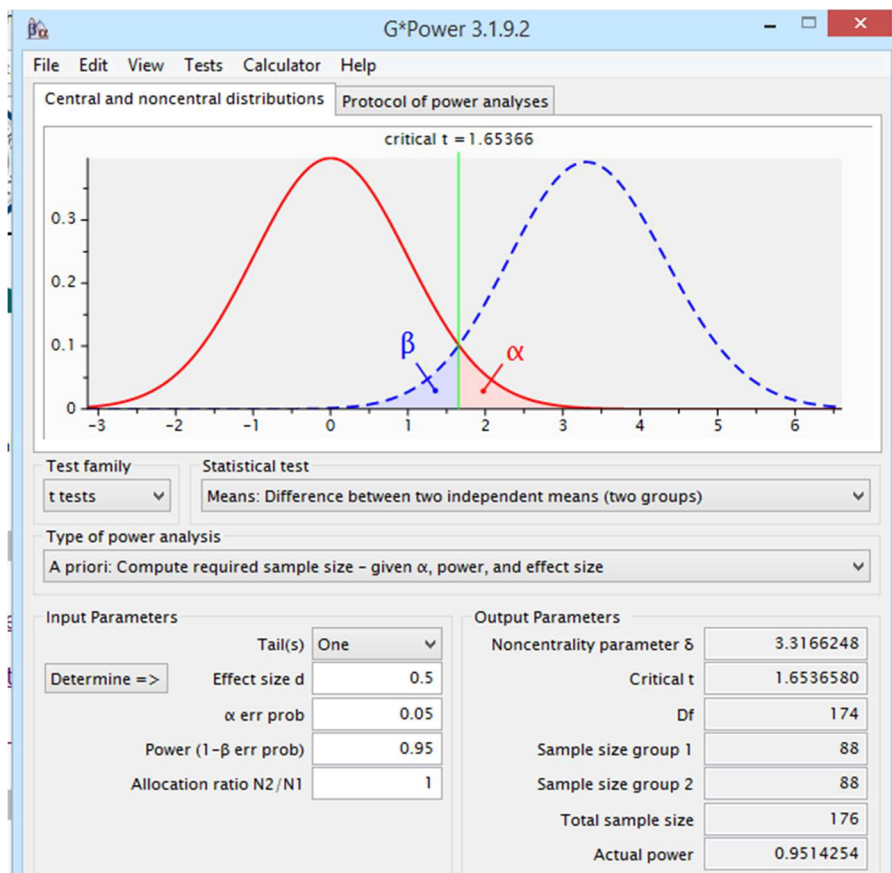 G*Power 3.1.9.2
File Edit View Tests Calculator Help
Central and noncentral distributions Protocol of power analyses
critical t = 1.65366
0.3
0.2
0.1
0
β
α
-3 -2 -1 0 1 2 3 4 5 6
Test family Statistical test
t tests Means: Difference between two independent means (two groups)
Type of power analysis
A priori: Compute required sample size – given α, power, and effect size
Input Parameters
Tail(s) One
Determine => Effect size d 0.5
α err prob 0.05
Power (1-β err prob) 0.95
Allocation ratio N2/N1 1
Output Parameters
Noncentrality parameter δ 3.3166248
Critical t 1.6536580
Df 174
Sample size group 1 88
Sample size group 2 88
Total sample size 176
Actual power 0.9514254